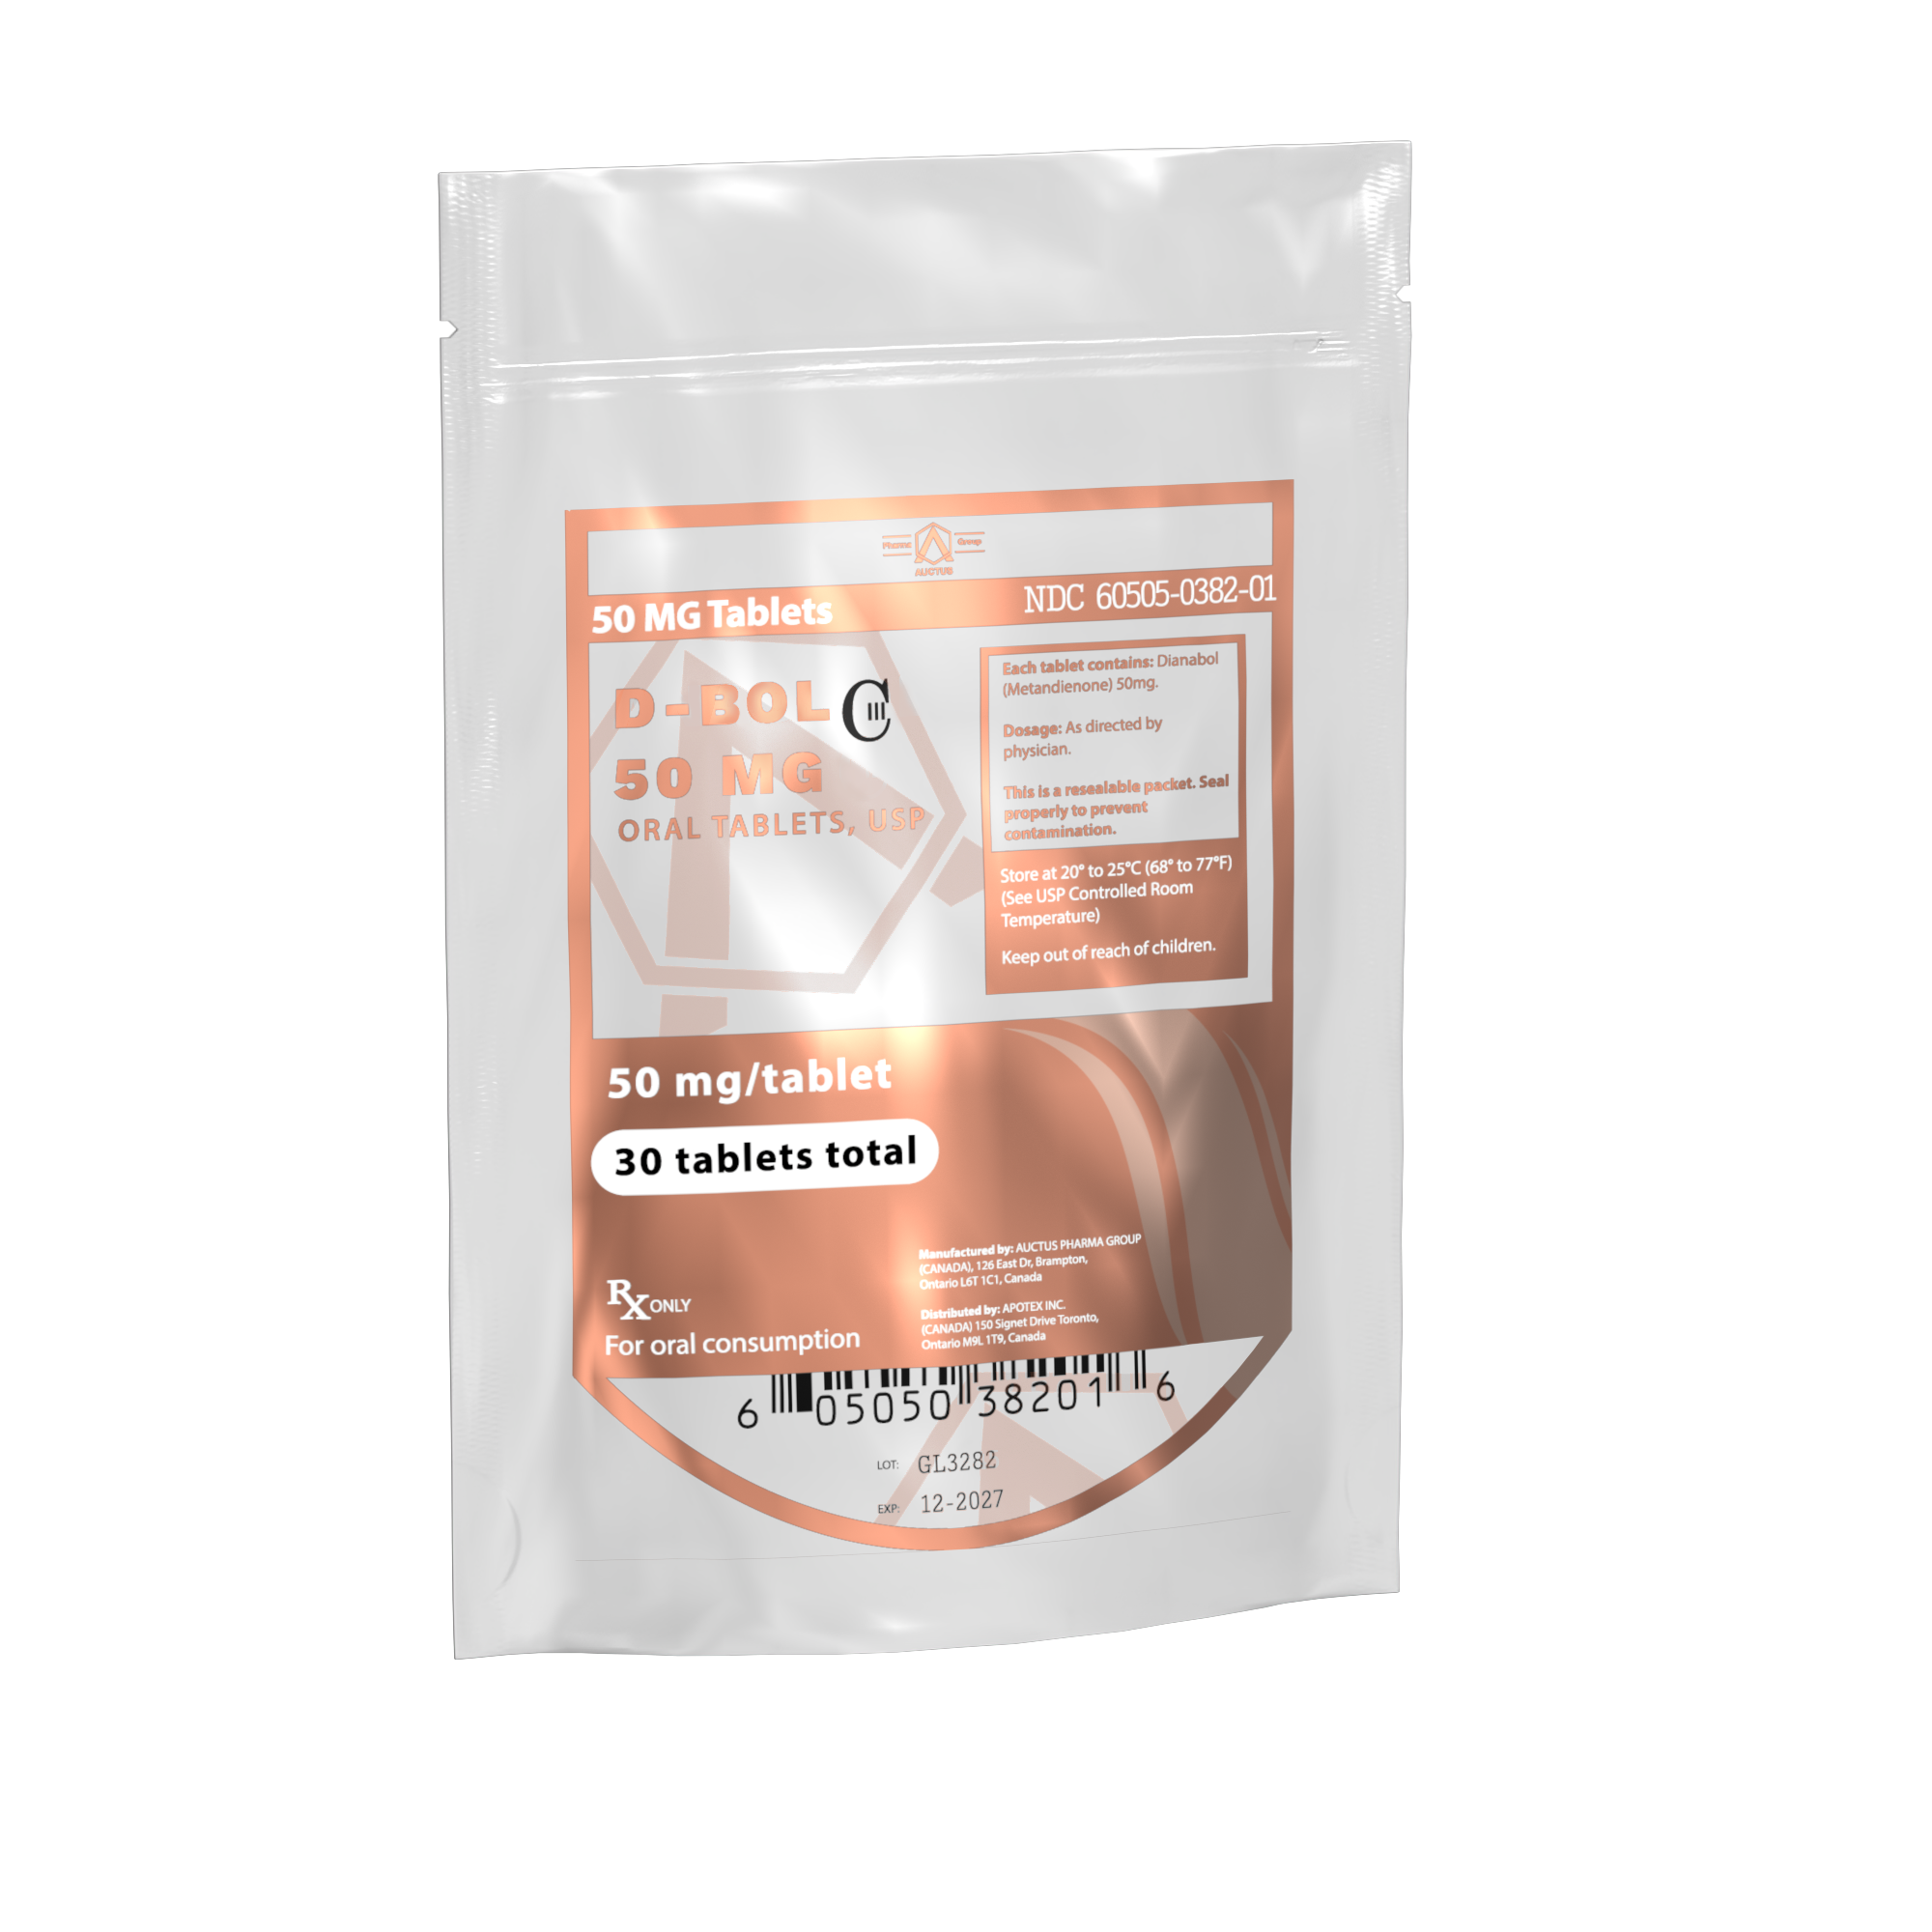 Pharma Group
AUCTUS
50 MG Tablets
NDC 60505-0382-01
D-BOL CIII
50 MG
ORAL TABLETS, USP
Each tablet contains: Dianabol
(Metandienone) 50mg.
Dosage: As directed by
physician.
This is a resealable packet. Seal
properly to prevent
contamination.
Store at 20° to 25°C (68° to 77°F)
(See USP Controlled Room
Temperature)
Keep out of reach of children.
50 mg/tablet
30 tablets total
Rx ONLY
For oral consumption
Manufactured by: AUCTUS PHARMA GROUP
(CANADA), 126 East Dr, Brampton,
Ontario L6T 1C1, Canada
Distributed by: APOTEX INC.
(CANADA) 150 Signet Drive Toronto,
Ontario M9L 1T9, Canada
6 05050 38201 6
LOT: GL3282
EXP: 12-2027